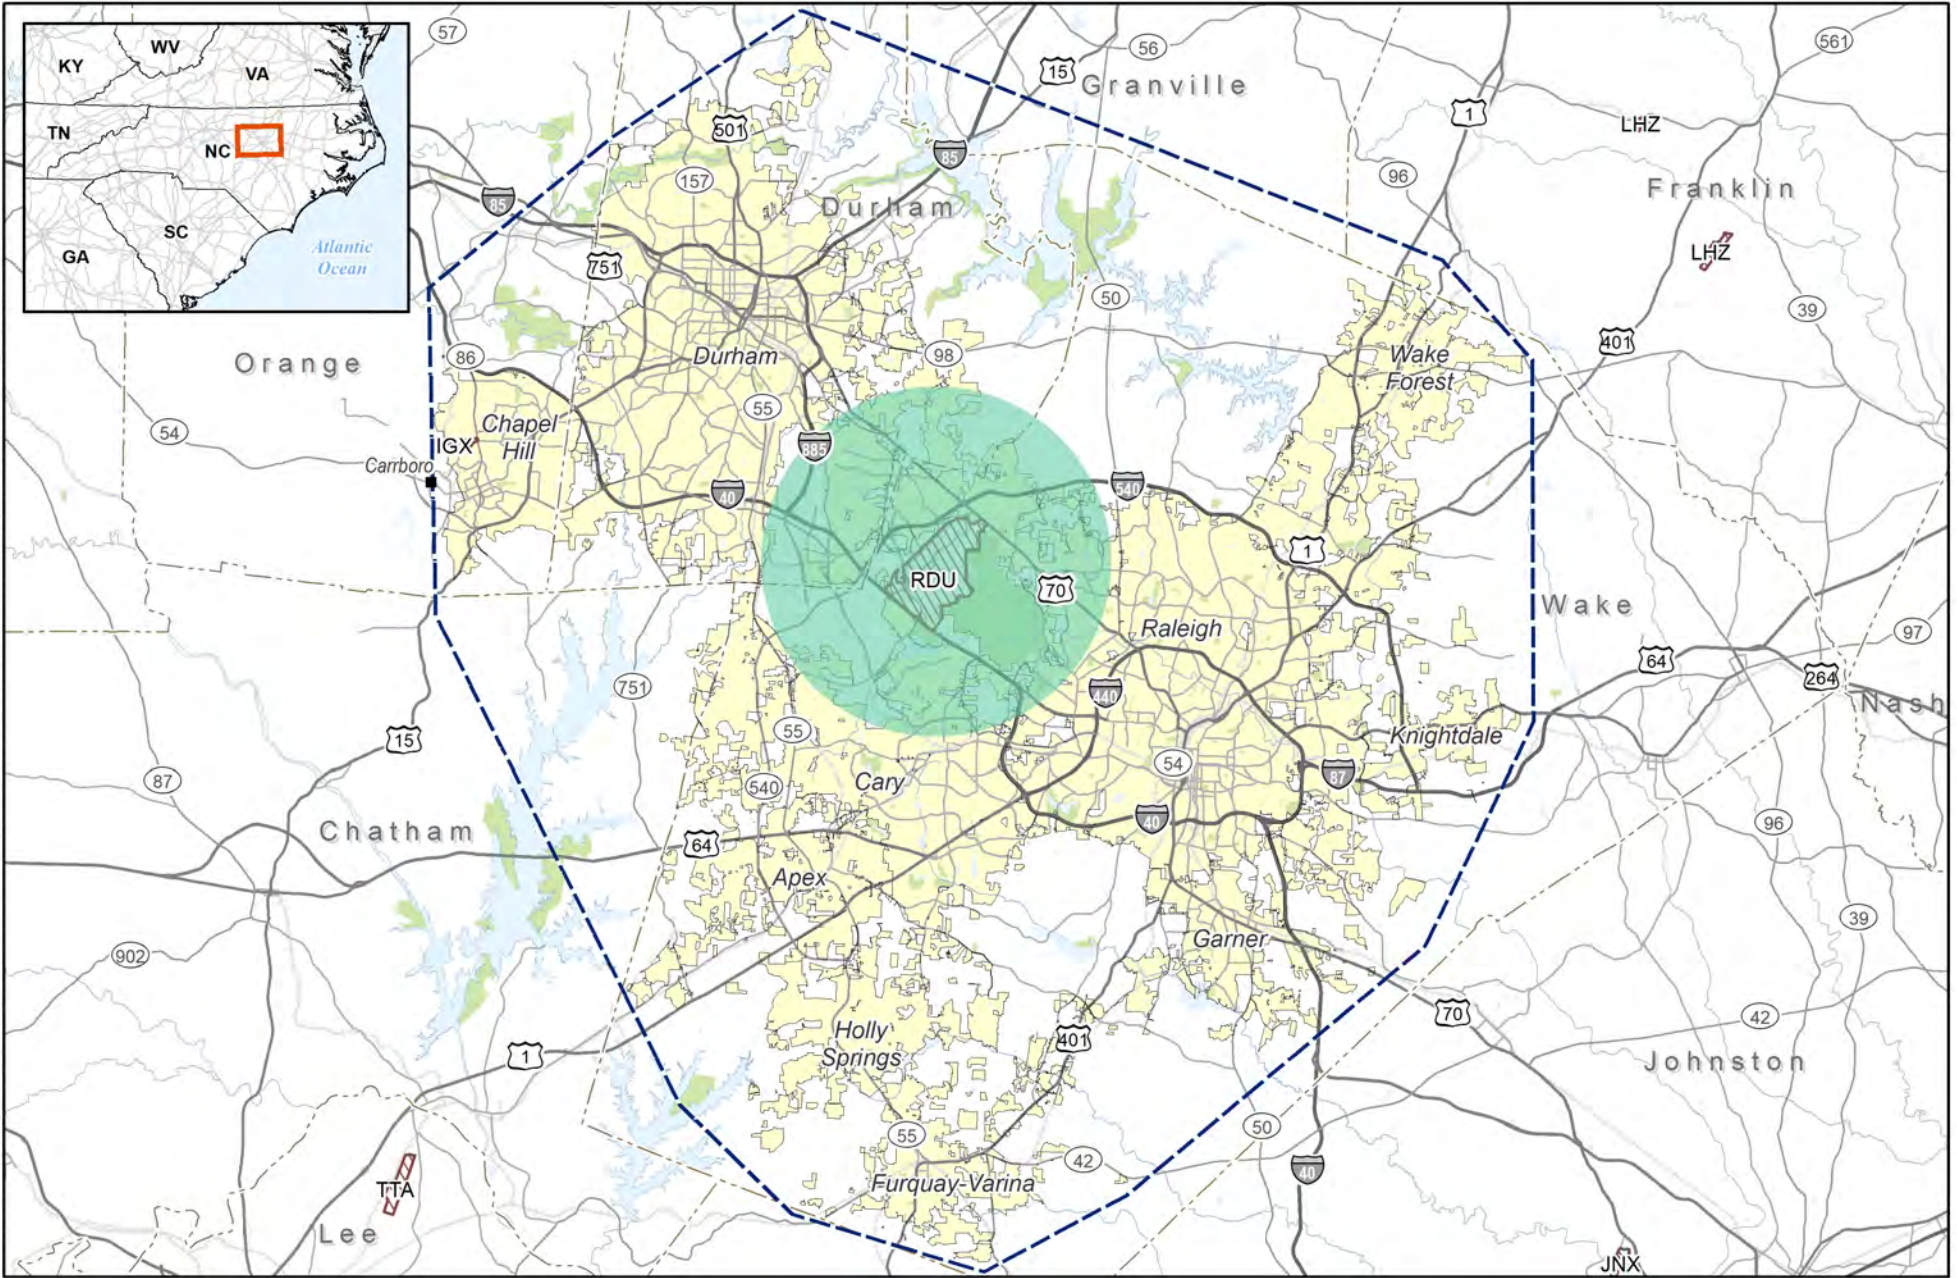 57
56
561
KY
WV
VA
TN
NC
SC
GA
Atlantic
Ocean
15
Granville
501
1
LHZ
85
157
96
Franklin
85
Durham
LHZ
751
50
39
401
Orange
86
Durham
98
Wake
Forest
55
54
Chapel
Hill
IGX
885
Carrboro
40
540
1
RDU
70
Wake
Raleigh
97
64
264
751
440
Nash
15
55
Knightdale
54
87
87
540
Cary
40
96
Chatham
64
Apex
39
Garner
902
70
42
Holly
Springs
401
1
Johnston
50
55
42
40
TTA
Furquay-Varina
Lee
JNX